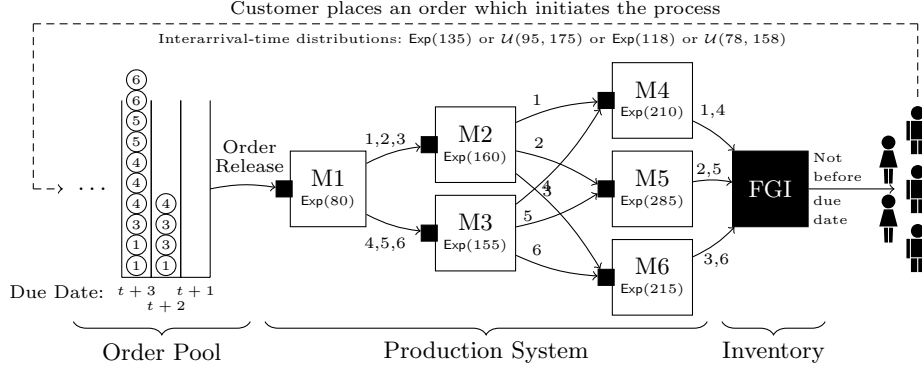 Customer places an order which initiates the process
Interarrival-time distributions: Exp(135) or U(95, 175) or Exp(118) or U(78, 158)
6
6
5
5
4
4
4
3
1
1
4
3
3
1
· · ·
Order
Release
M1
Exp(80)
1,2,3
4,5,6
M2
Exp(160)
M3
Exp(155)
1
2
3
4
5
6
M4
Exp(210)
M5
Exp(285)
M6
Exp(215)
1,4
2,5
3,6
FGI
Not
before
due
date
Due Date:
t + 3
t + 2
t + 1
Order Pool
Production System
Inventory